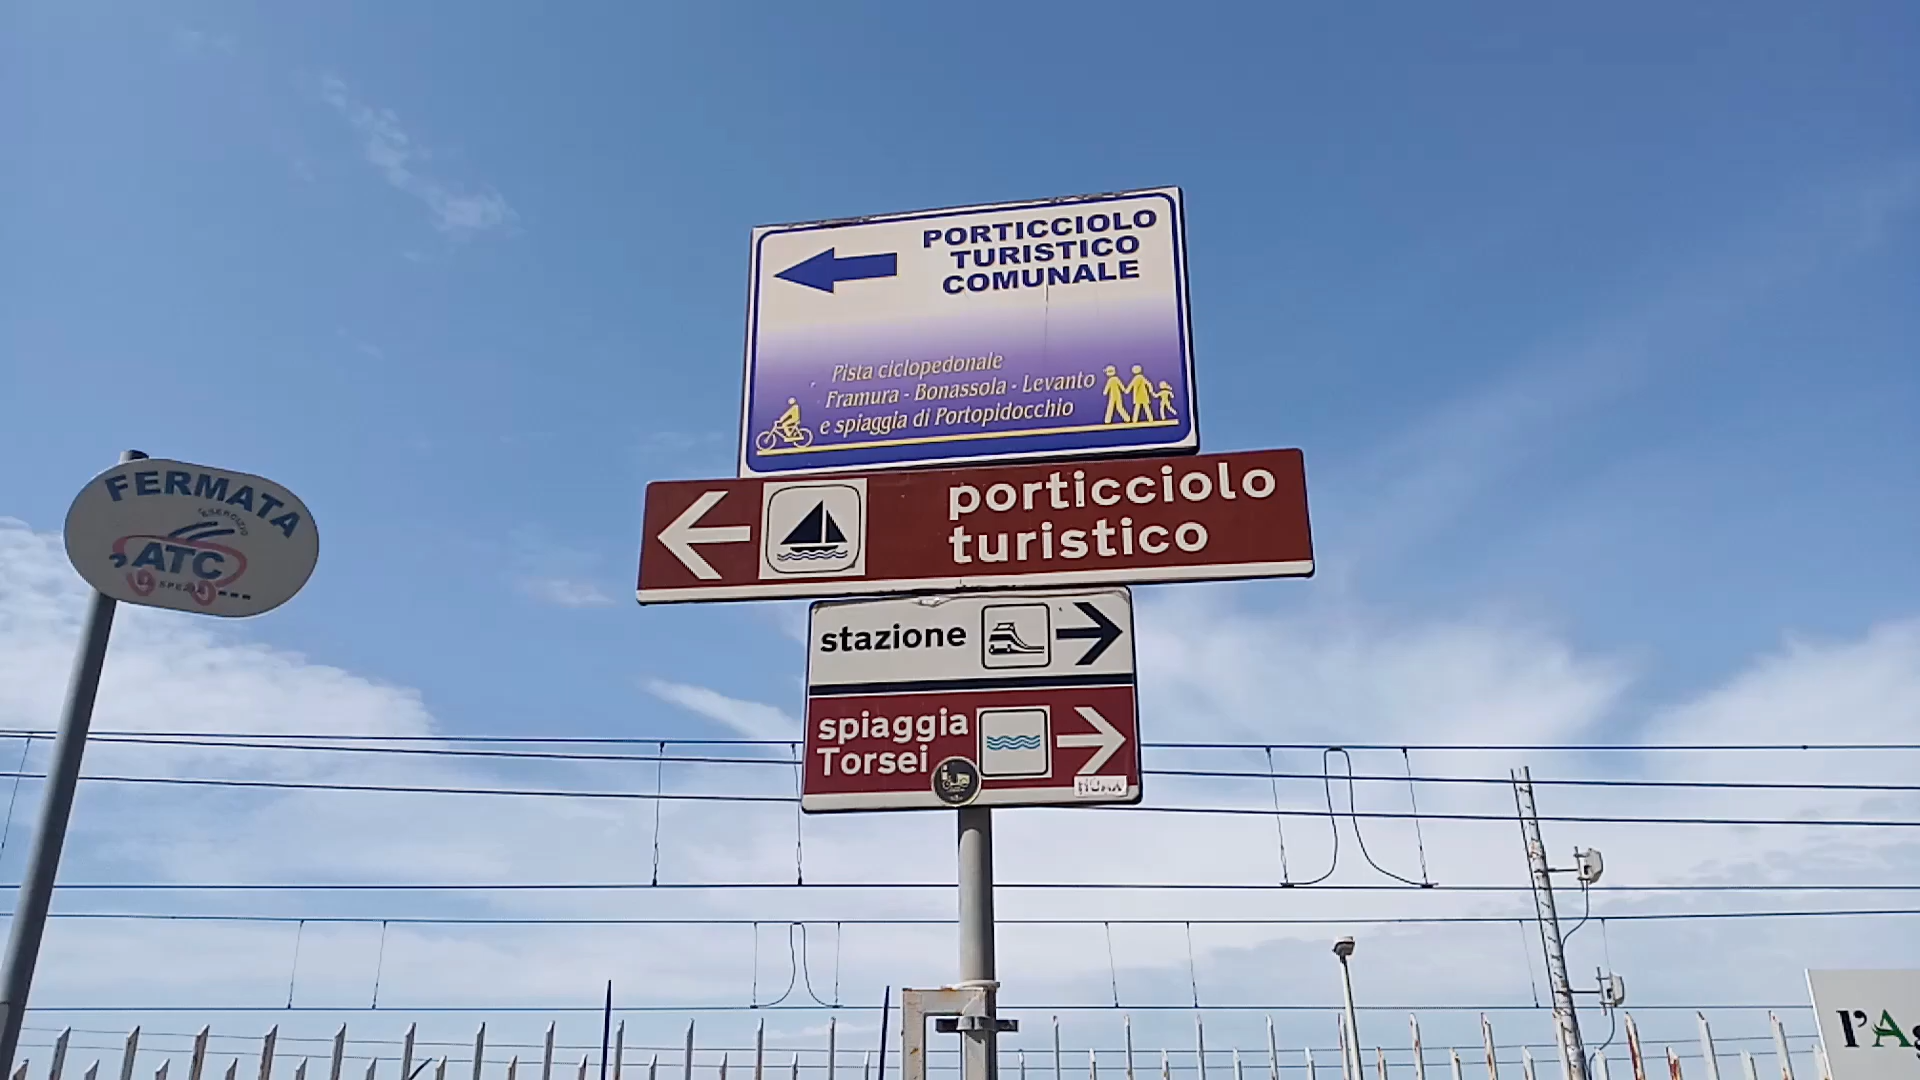 PORTICCIOLO
TURISTICO
COMUNALE
Pista ciclopedonale
Framura - Bonassola - Levanto
e spiaggia di Portopidocchio
porticciolo
turistico
stazione
spiaggia
Torsei
FERMATA
ESERCIZIO
ATC
SPEZIA
l'Ag